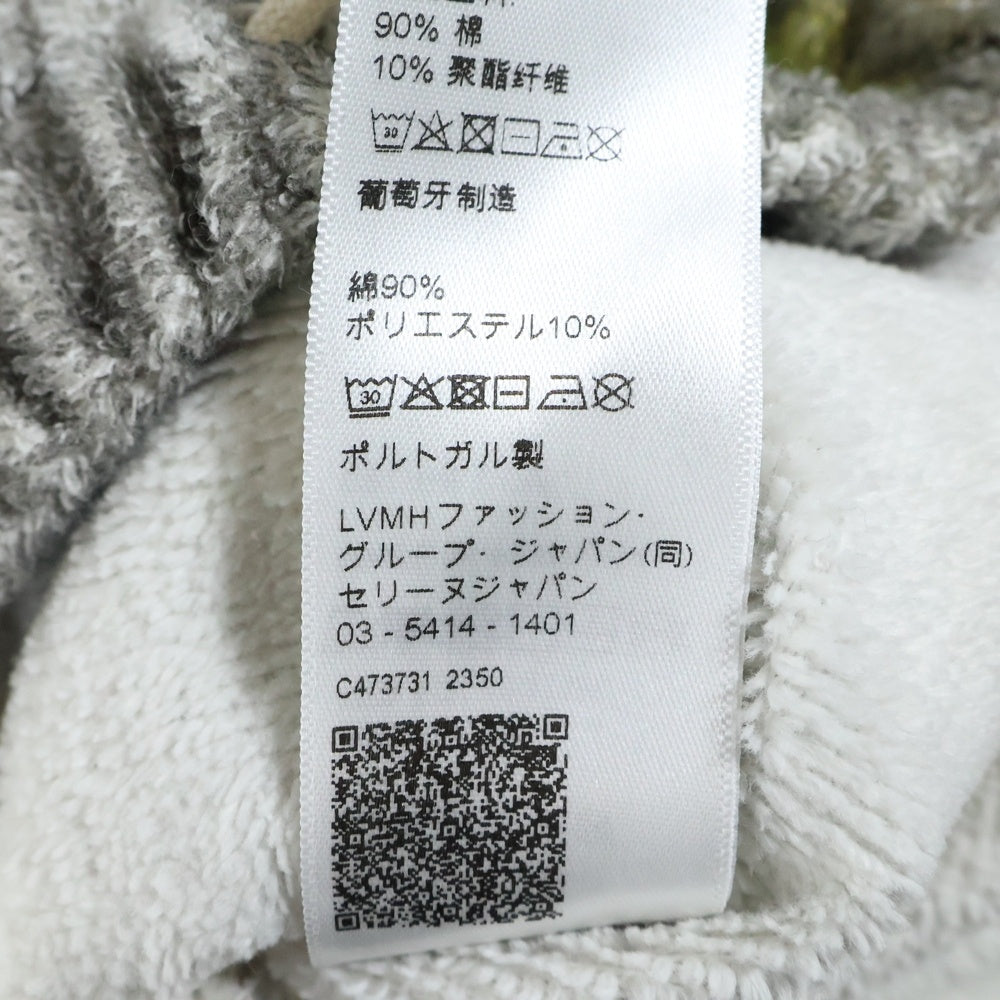 90% 棉
10% 聚酯纤维
30
葡萄牙制造
綿90%
ポリエステル10%
30
ポルトガル製
LVMHファッション・
グループ・ジャパン(同)
セリーヌジャパン
03 - 5414 - 1401
C473731 2350